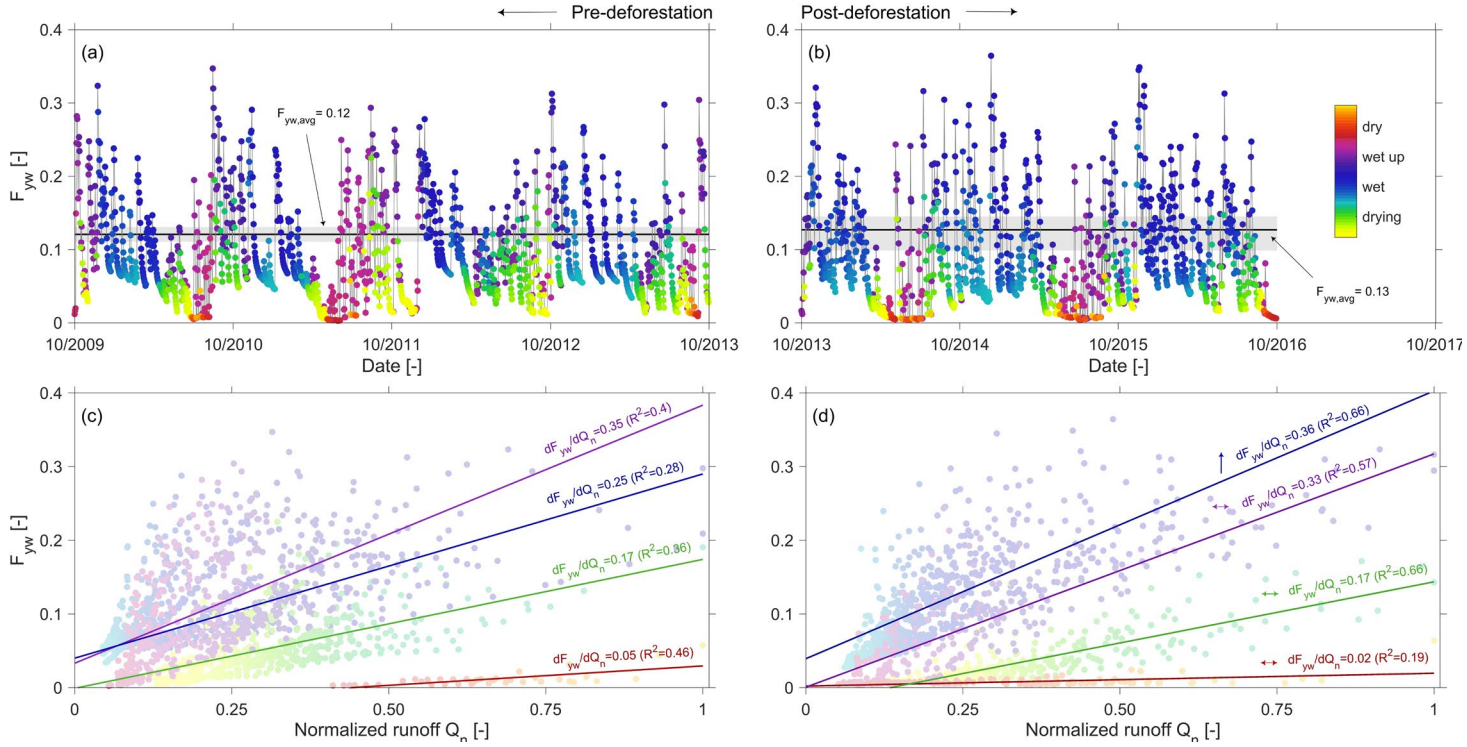 Pre-deforestation
Post-deforestation
(a)
0.4
0.3
0.2
0.1
0
F_yw [-]
F_yw,avg = 0.12
10/2009
10/2010
10/2011
10/2012
10/2013
Date [-]
(b)
0.4
0.3
0.2
0.1
0
dry
wet up
wet
drying
F_yw,avg = 0.13
10/2013
10/2014
10/2015
10/2016
10/2017
Date [-]
(c)
0.4
0.3
0.2
0.1
0
F_yw [-]
dF_yw/dQ_n=0.35 (R²=0.4)
dF_yw/dQ_n=0.25 (R²=0.28)
dF_yw/dQ_n=0.17 (R²=0.36)
dF_yw/dQ_n=0.05 (R²=0.46)
0
0.25
0.50
0.75
1
Normalized runoff Q_n [-]
(d)
0.4
0.3
0.2
0.1
0
dF_yw/dQ_n=0.36 (R²=0.66)
dF_yw/dQ_n=0.33 (R²=0.57)
dF_yw/dQ_n=0.17 (R²=0.66)
dF_yw/dQ_n=0.02 (R²=0.19)
0
0.25
0.50
0.75
1
Normalized runoff Q_n [-]